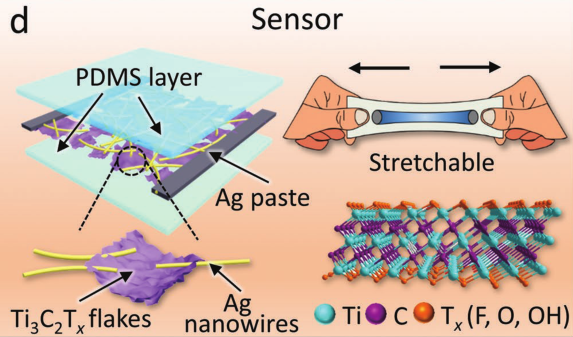 d
Sensor
PDMS layer
Ag paste
Stretchable
Ti₃C₂Tₓ flakes
Ag
nanowires
Ti
C
Tₓ (F, O, OH)